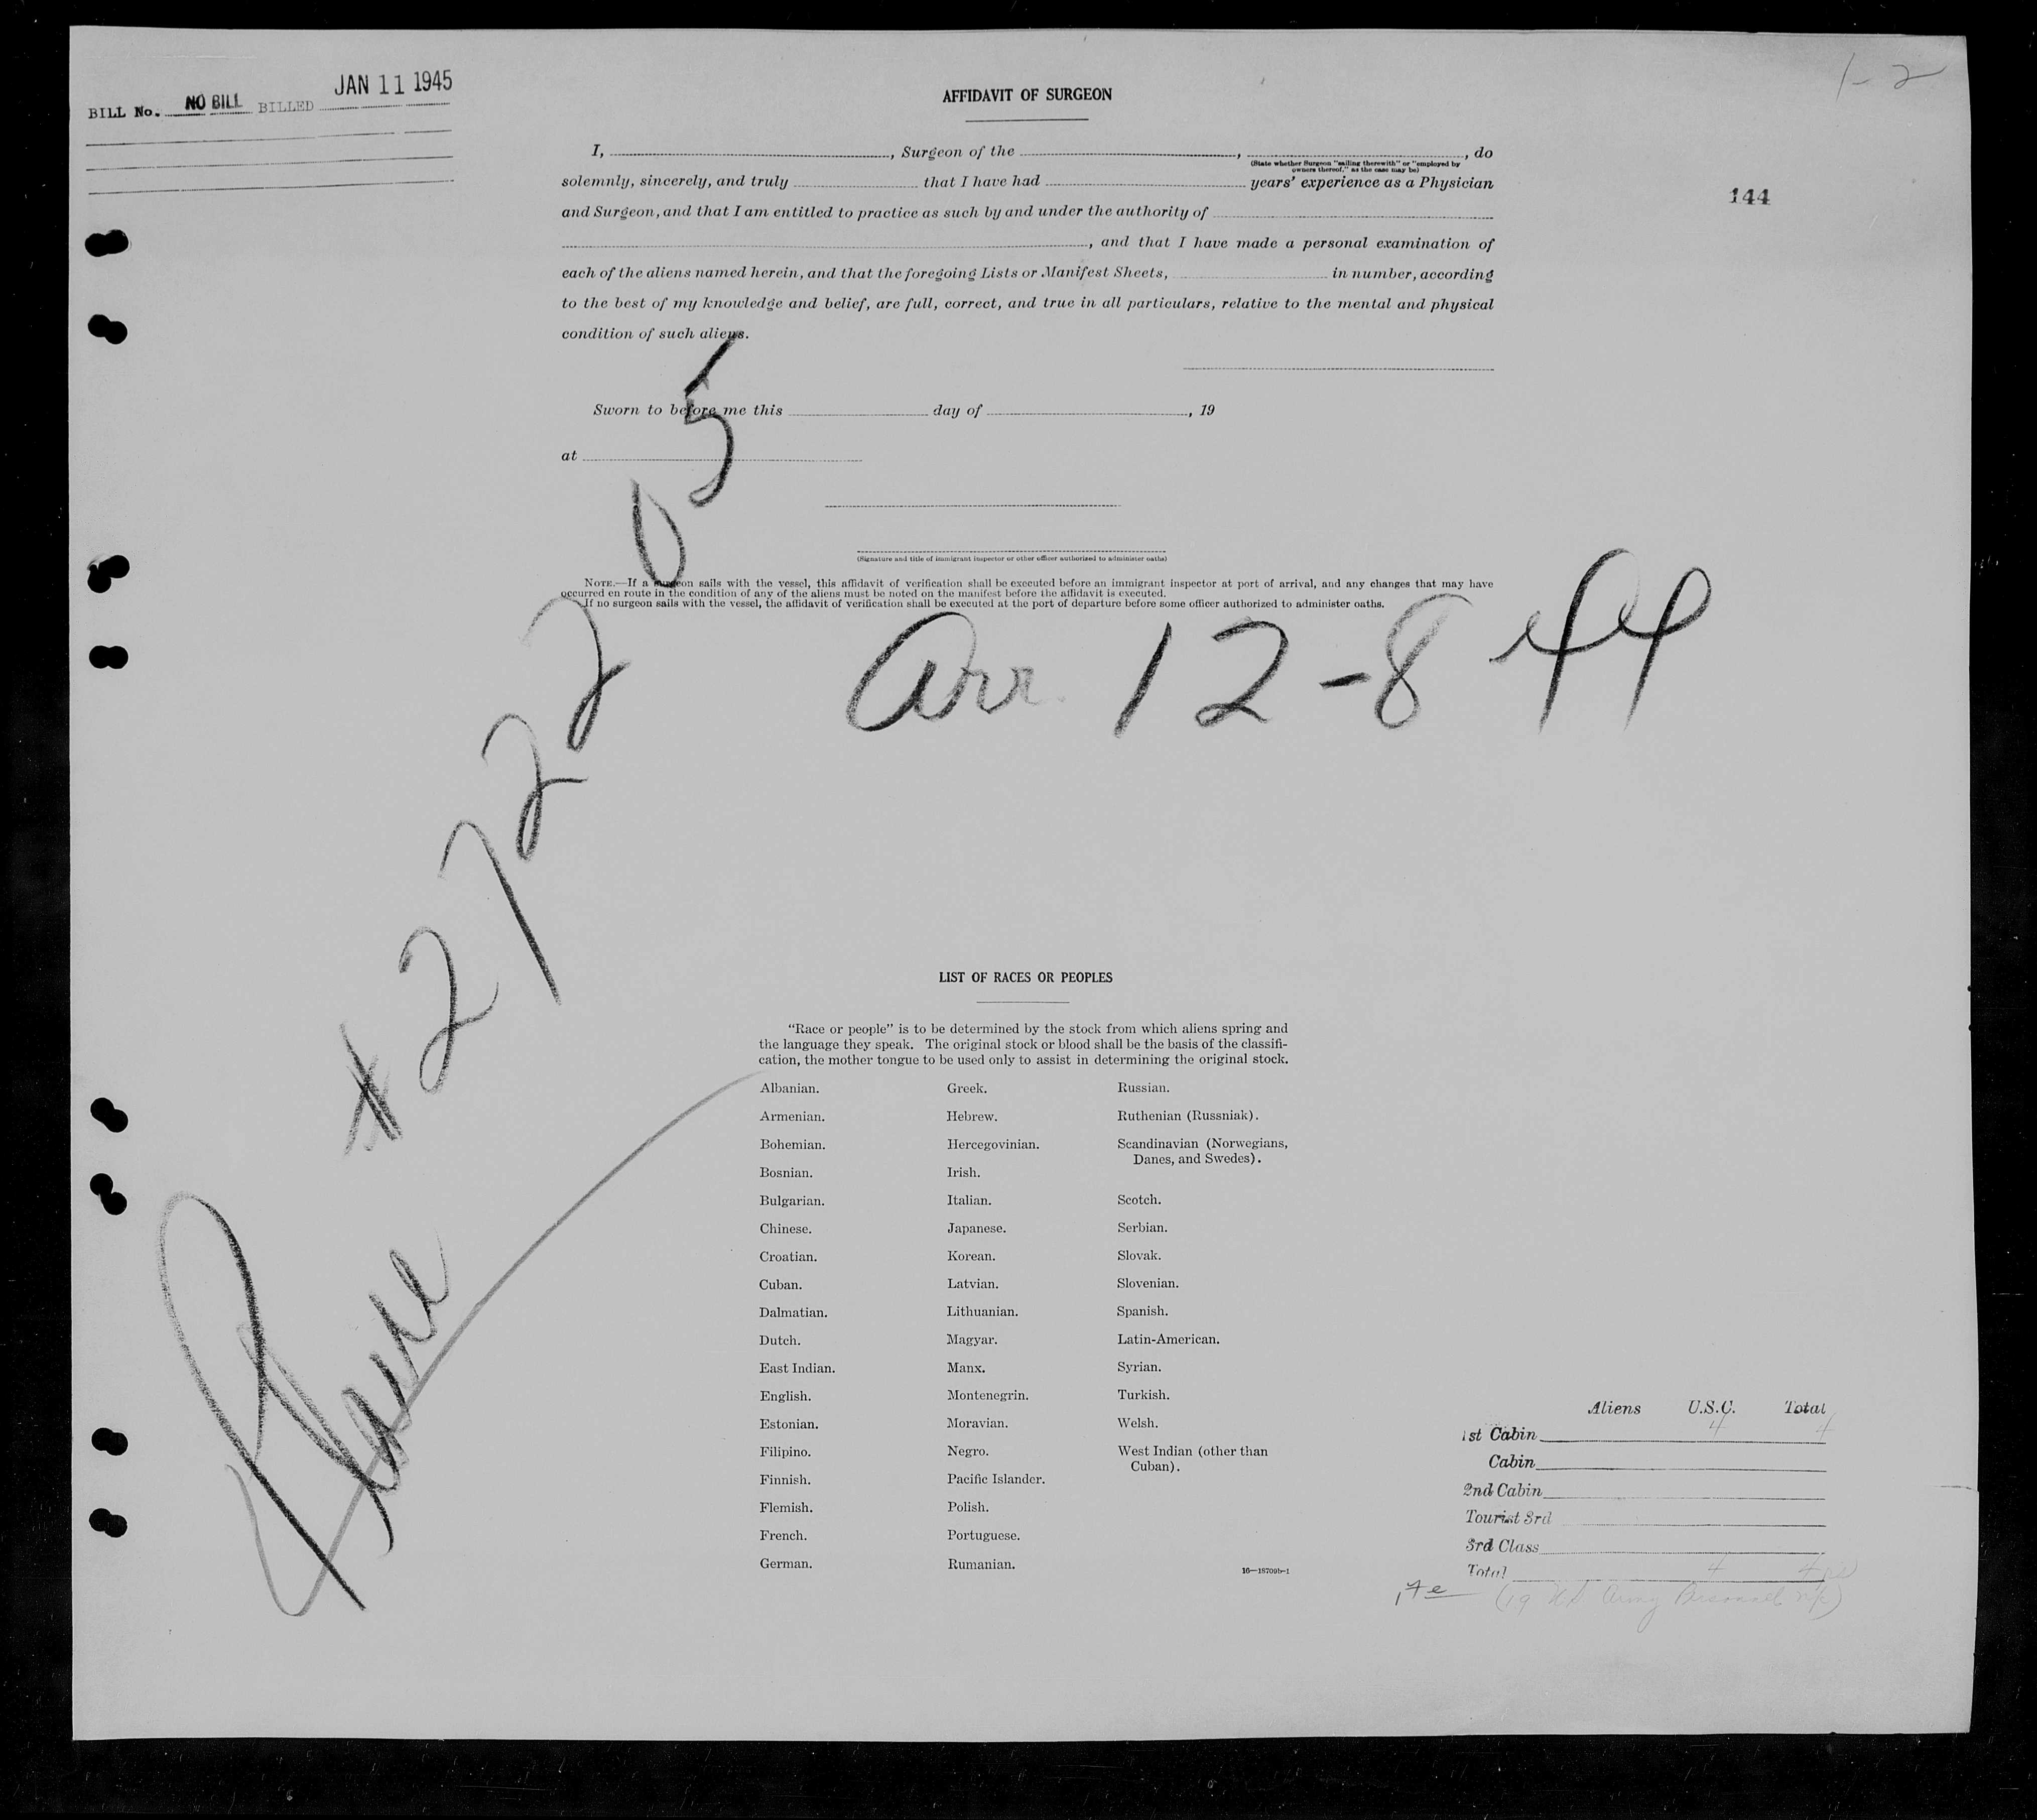 JAN 11 1945
BILL No. NO BILL BILLED
1-2
AFFIDAVIT OF SURGEON
I, , Surgeon of the , , do
(State whether Surgeon "sailing therewith" or "employed by
owners thereof," as the case may be)
solemnly, sincerely, and truly that I have had years' experience as a Physician
144
and Surgeon, and that I am entitled to practice as such by and under the authority of
, and that I have made a personal examination of
each of the aliens named herein, and that the foregoing Lists or Manifest Sheets, in number, according
to the best of my knowledge and belief, are full, correct, and true in all particulars, relative to the mental and physical
condition of such aliens.
Sworn to before me this day of , 19
at
(Signature and title of immigrant inspector or other officer authorized to administer oaths)
NOTE.—If a surgeon sails with the vessel, this affidavit of verification shall be executed before an immigrant inspector at port of arrival, and any changes that may have
occurred en route in the condition of any of the aliens must be noted on the manifest before the affidavit is executed.
If no surgeon sails with the vessel, the affidavit of verification shall be executed at the port of departure before some officer authorized to administer oaths.
Arr. 12-8-44
Plane #272205
LIST OF RACES OR PEOPLES
"Race or people" is to be determined by the stock from which aliens spring and
the language they speak. The original stock or blood shall be the basis of the classifi-
cation, the mother tongue to be used only to assist in determining the original stock.
Albanian.
Armenian.
Bohemian.
Bosnian.
Bulgarian.
Chinese.
Croatian.
Cuban.
Dalmatian.
Dutch.
East Indian.
English.
Estonian.
Filipino.
Finnish.
Flemish.
French.
German.
Greek.
Hebrew.
Hercegovinian.
Irish.
Italian.
Japanese.
Korean.
Latvian.
Lithuanian.
Magyar.
Manx.
Montenegrin.
Moravian.
Negro.
Pacific Islander.
Polish.
Portuguese.
Rumanian.
Russian.
Ruthenian (Russniak).
Scandinavian (Norwegians,
Danes, and Swedes).
Scotch.
Serbian.
Slovak.
Slovenian.
Spanish.
Latin-American.
Syrian.
Turkish.
Welsh.
West Indian (other than
Cuban).
16—18709b-1
Aliens U.S.C. Total
1st Cabin 4 4
Cabin
2nd Cabin
Tourist 3rd
3rd Class
Total 4 4
(19 US Army Personnel